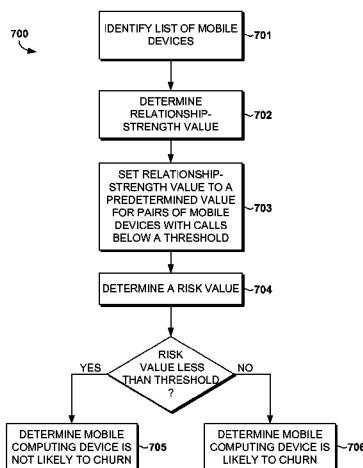 700
IDENTIFY LIST OF MOBILE
DEVICES
701
DETERMINE
RELATIONSHIP-
STRENGTH VALUE
702
SET RELATIONSHIP-
STRENGTH VALUE TO A
PREDETERMINED VALUE
FOR PAIRS OF MOBILE
DEVICES WITH CALLS
BELOW A THRESHOLD
703
DETERMINE A RISK VALUE
704
RISK
VALUE LESS
THAN THRESHOLD
?
YES
NO
DETERMINE MOBILE
COMPUTING DEVICE IS
NOT LIKELY TO CHURN
705
DETERMINE MOBILE
COMPUTING DEVICE IS
LIKELY TO CHURN
706